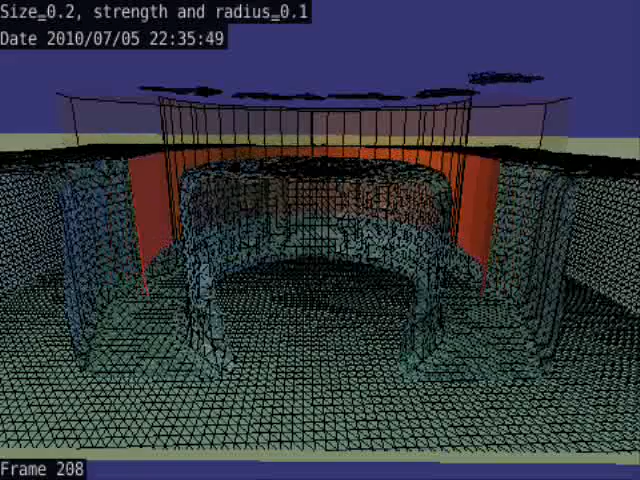 Size=0.2, strength and radius=0.1
Date 2010/07/05 22:35:49
Frame 208